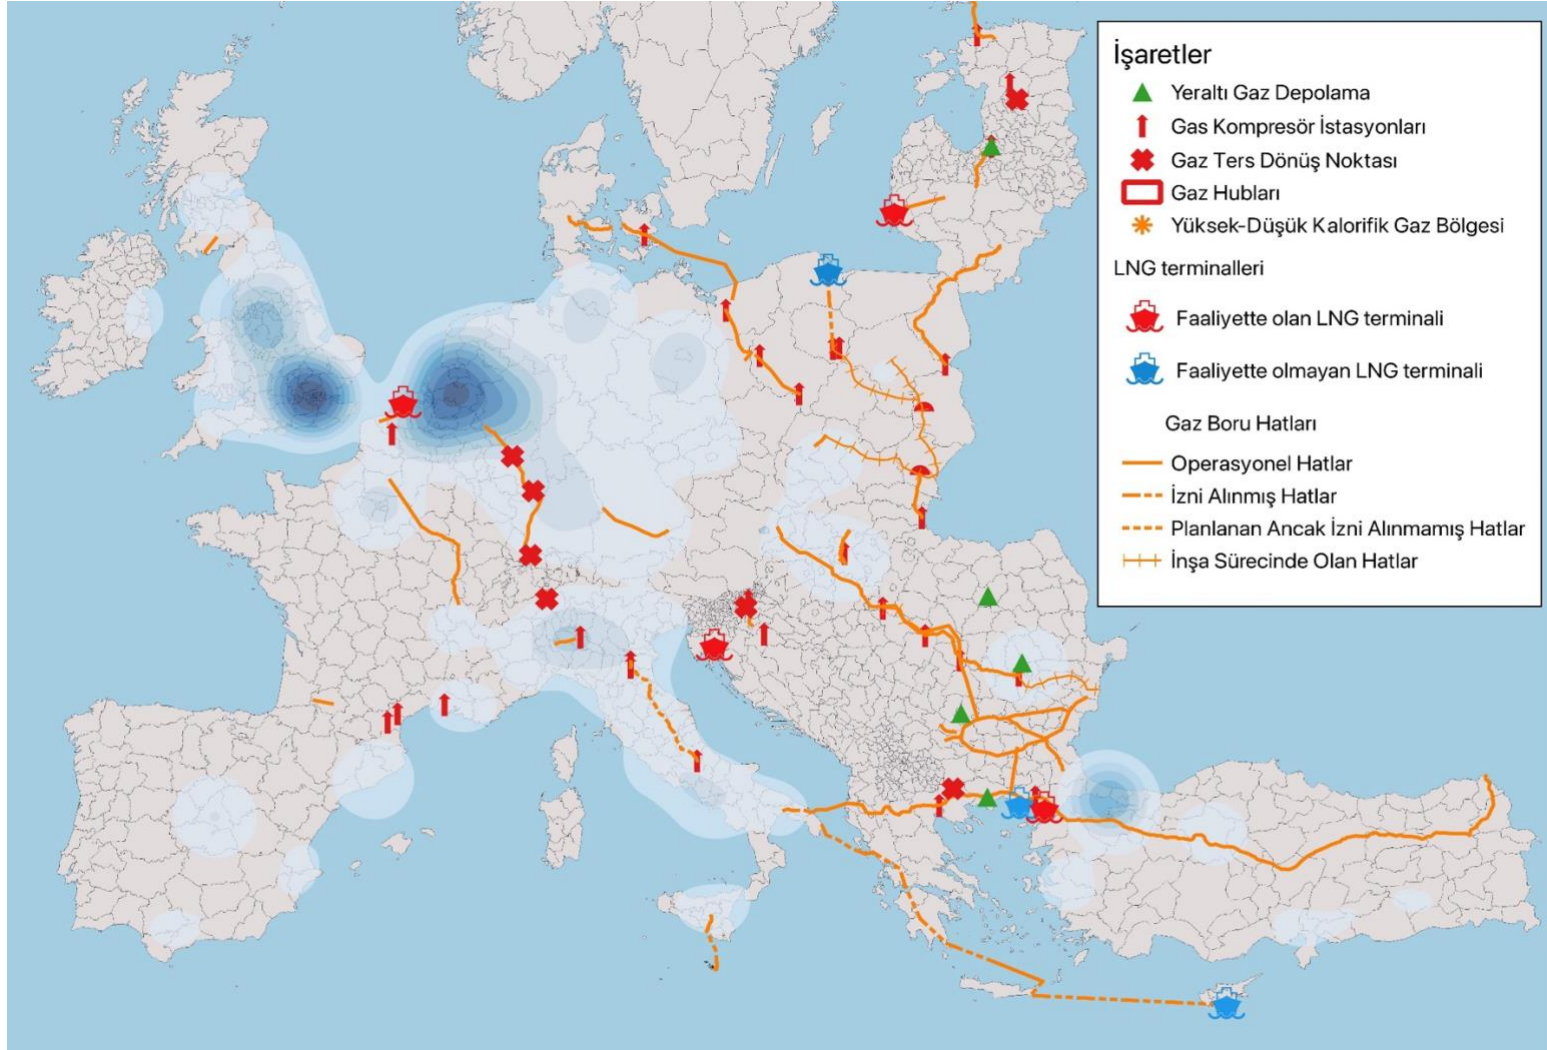 İşaretler
Yeraltı Gaz Depolama
Gas Kompresör İstasyonları
Gaz Ters Dönüş Noktası
Gaz Hubları
Yüksek-Düşük Kalorifik Gaz Bölgesi
LNG terminalleri
Faaliyette olan LNG terminali
Faaliyette olmayan LNG terminali
Gaz Boru Hatları
Operasyonel Hatlar
İzni Alınmış Hatlar
Planlanan Ancak İzni Alınmamış Hatlar
İnşa Sürecinde Olan Hatlar